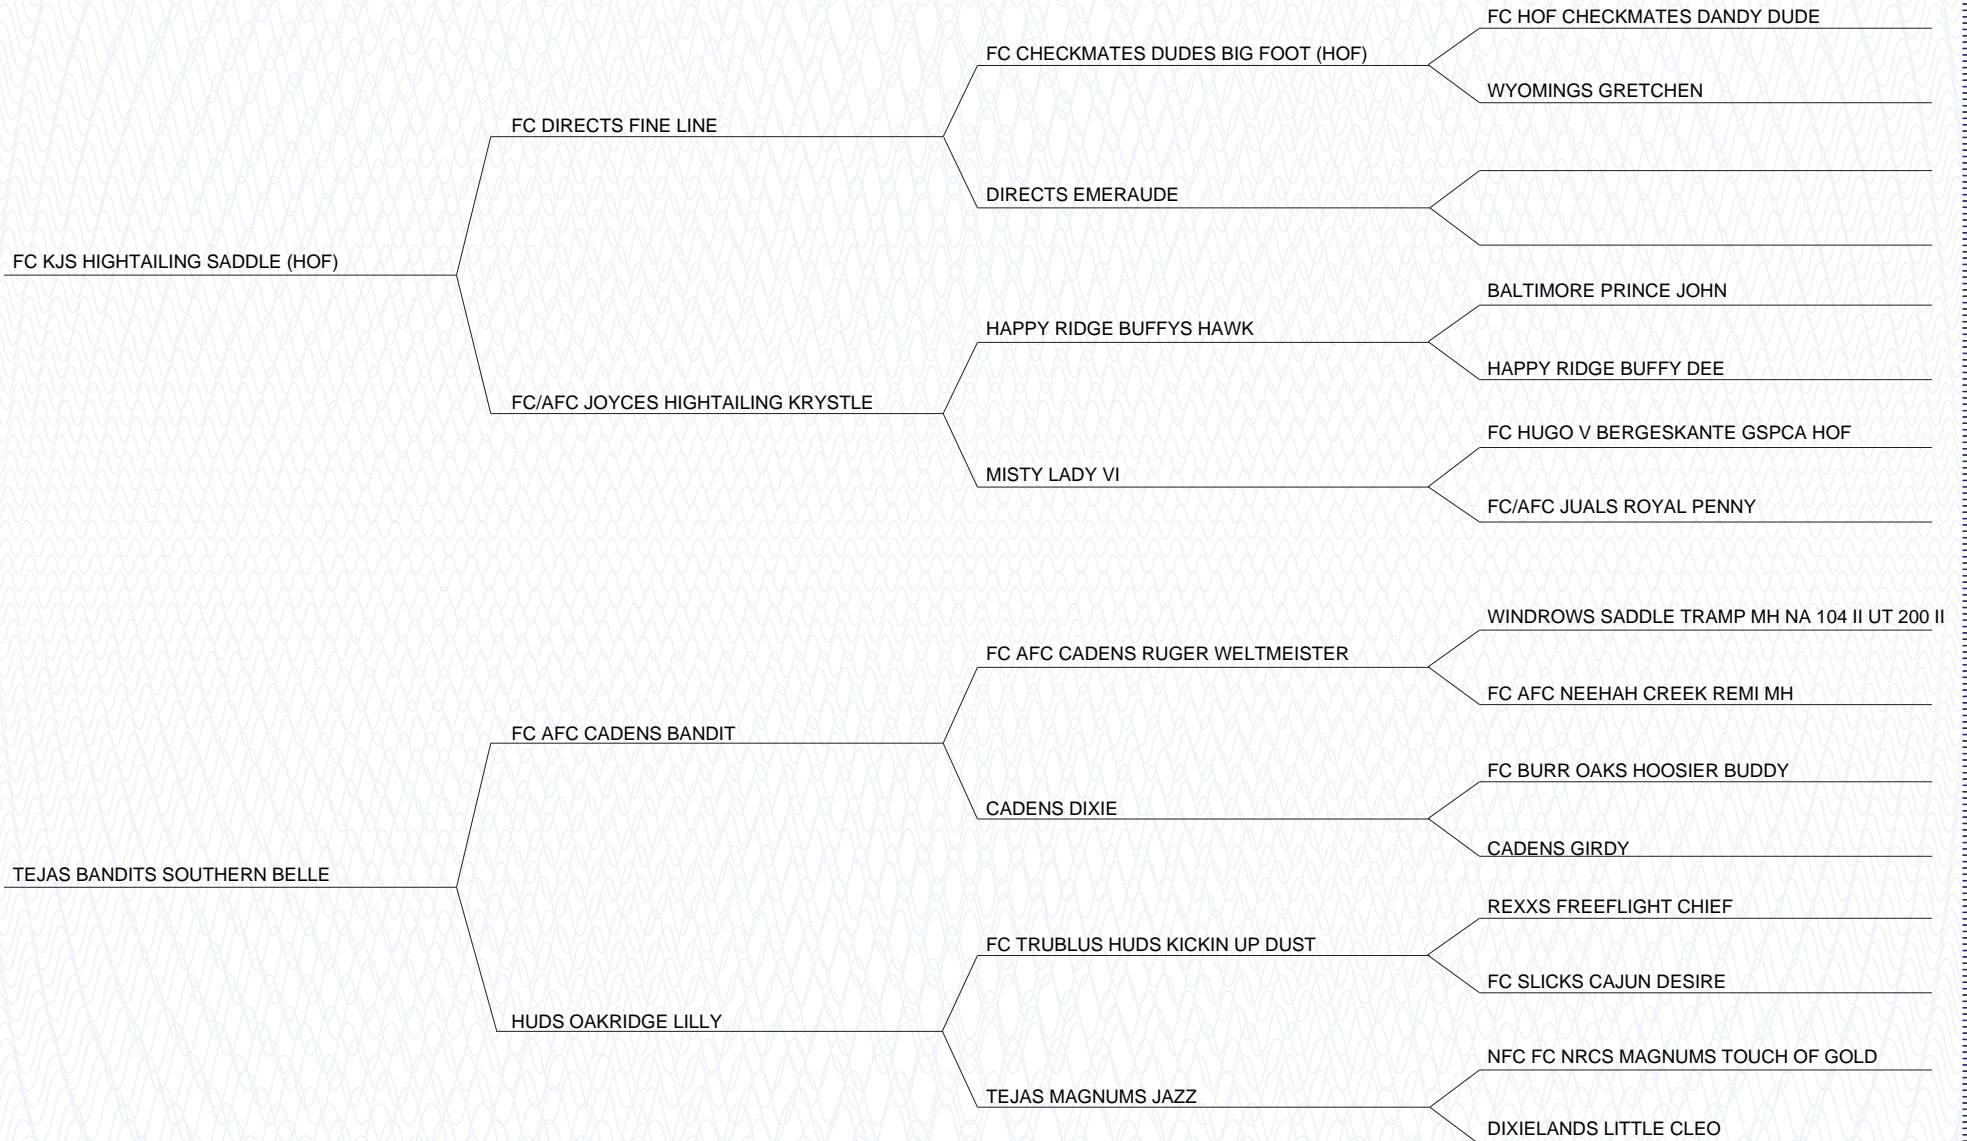 FC HOF CHECKMATES DANDY DUDE
FC CHECKMATES DUDES BIG FOOT (HOF)
WYOMINGS GRETCHEN
FC DIRECTS FINE LINE
DIRECTS EMERAUDE
FC KJS HIGHTAILING SADDLE (HOF)
BALTIMORE PRINCE JOHN
HAPPY RIDGE BUFFYS HAWK
HAPPY RIDGE BUFFY DEE
FC/AFC JOYCES HIGHTAILING KRYSTLE
FC HUGO V BERGESKANTE GSPCA HOF
MISTY LADY VI
FC/AFC JUALS ROYAL PENNY
WINDROWS SADDLE TRAMP MH NA 104 II UT 200 II
FC AFC CADENS RUGER WELTMEISTER
FC AFC NEEHAH CREEK REMI MH
FC AFC CADENS BANDIT
FC BURR OAKS HOOSIER BUDDY
CADENS DIXIE
CADENS GIRDY
TEJAS BANDITS SOUTHERN BELLE
REXXS FREEFLIGHT CHIEF
FC TRUBLUS HUDS KICKIN UP DUST
FC SLICKS CAJUN DESIRE
HUDS OAKRIDGE LILLY
NFC FC NRCS MAGNUMS TOUCH OF GOLD
TEJAS MAGNUMS JAZZ
DIXIELANDS LITTLE CLEO